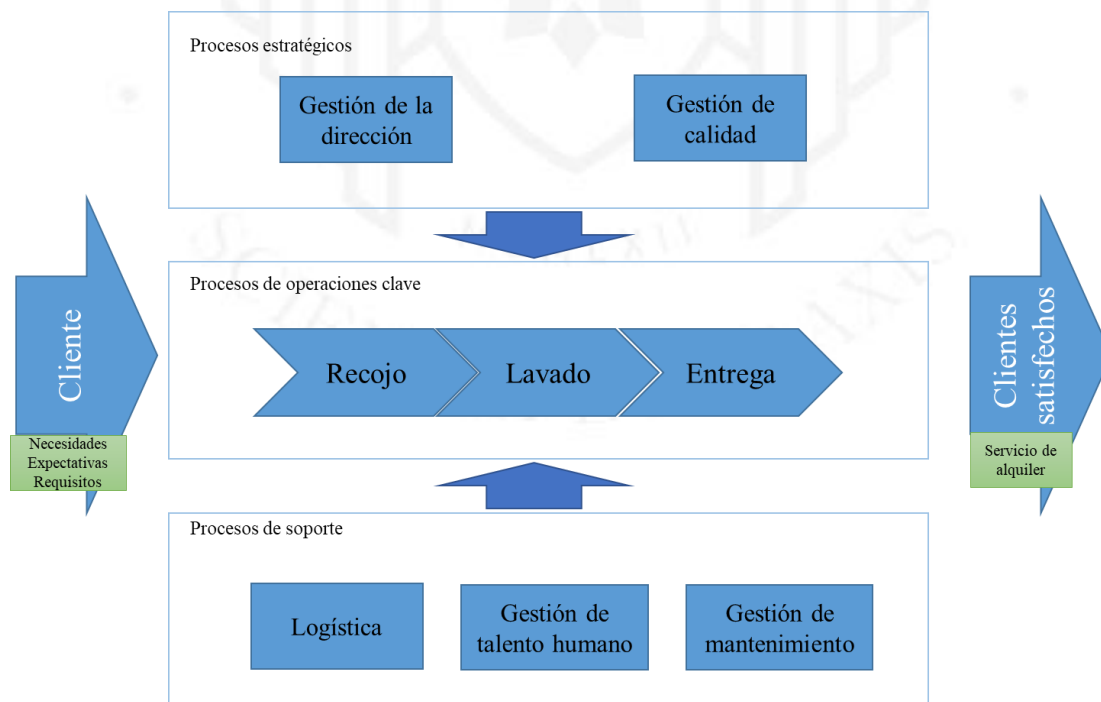 Procesos estratégicos
Gestión de la
dirección
Gestión de
calidad
Cliente
Necesidades
Expectativas
Requisitos
Procesos de operaciones clave
Recojo
Lavado
Entrega
Clientes
satisfechos
Servicio de
alquiler
Procesos de soporte
Logística
Gestión de
talento humano
Gestión de
mantenimiento